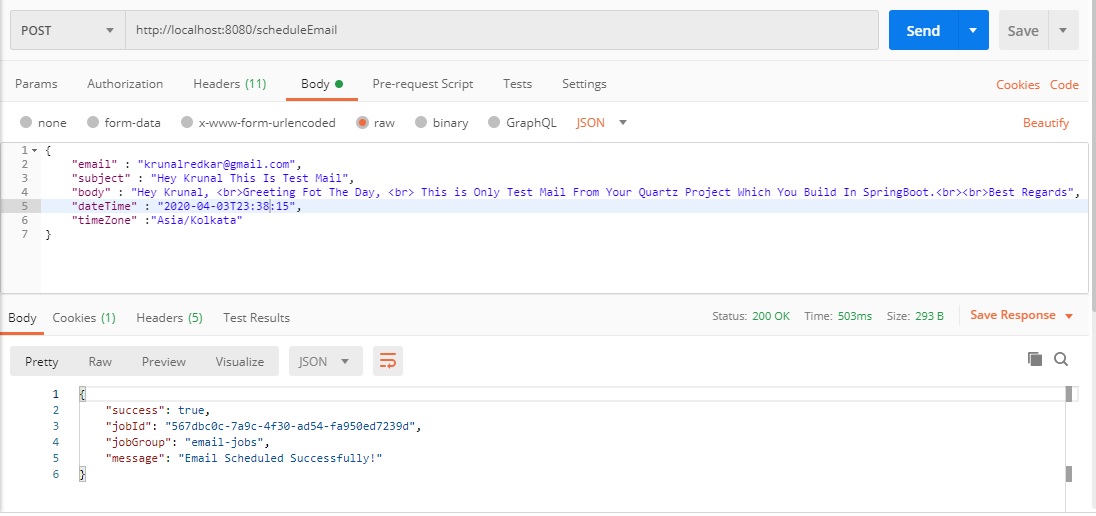 POST http://localhost:8080/scheduleEmail Send Save
Params Authorization Headers (11) Body Pre-request Script Tests Settings Cookies Code
none form-data x-www-form-urlencoded raw binary GraphQL JSON Beautify
1 {
2 "email" : "krunalredkar@gmail.com",
3 "subject" : "Hey Krunal This Is Test Mail",
4 "body" : "Hey Krunal, <br>Greeting Fot The Day, <br> This is Only Test Mail From Your Quartz Project Which You Build In SpringBoot.<br><br>Best Regards",
5 "dateTime" : "2020-04-03T23:38:15",
6 "timeZone" :"Asia/Kolkata"
7 }
Body Cookies (1) Headers (5) Test Results Status: 200 OK Time: 503ms Size: 293 B Save Response
Pretty Raw Preview Visualize JSON
1 {
2 "success": true,
3 "jobId": "567dbc0c-7a9c-4f30-ad54-fa950ed7239d",
4 "jobGroup": "email-jobs",
5 "message": "Email Scheduled Successfully!"
6 }